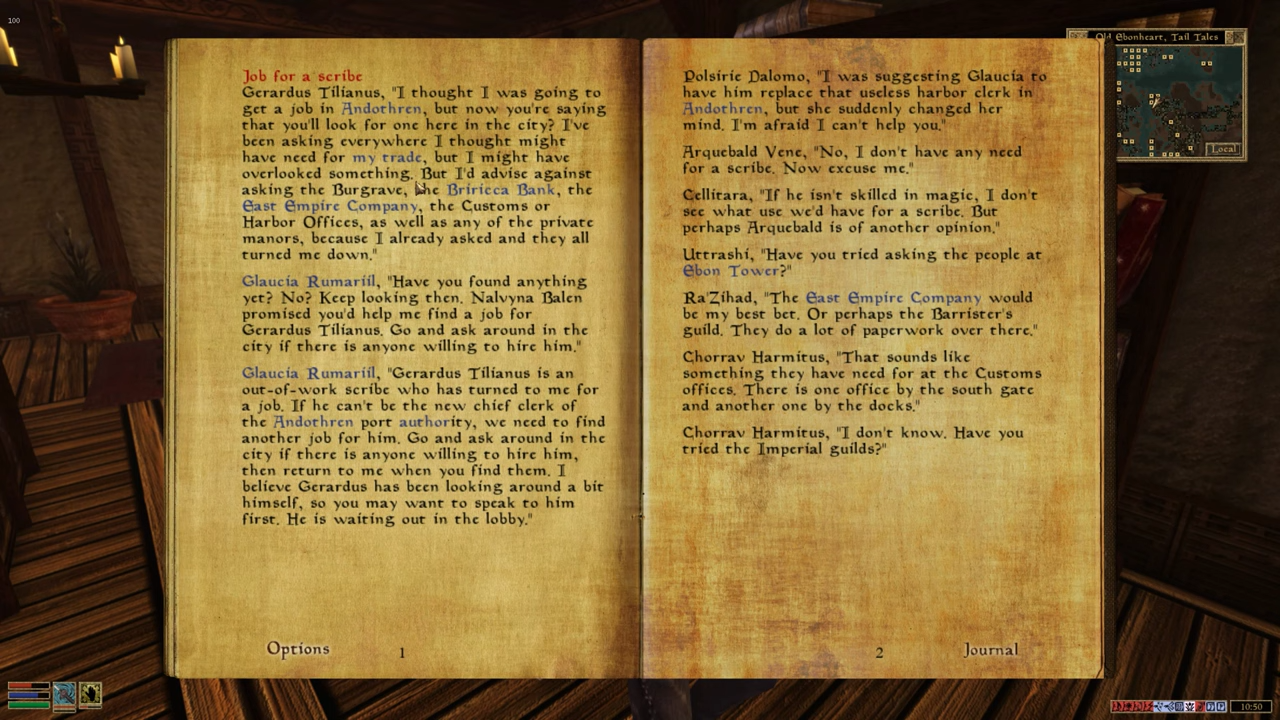 100
Old Ebonheart, Tail Tales
Job for a scribe
Gerardus Tilianus, "I thought I was going to
get a job in Andothren, but now you're saying
that you'll look for one here in the city? I've
been asking everywhere I thought might
have need for my trade, but I might have
overlooked something. But I'd advise against
asking the Burgrave, the Briricca Bank, the
East Empire Company, the Customs or
Harbor Offices, as well as any of the private
manors, because I already asked and they all
turned me down."
Glaucia Rumariil, "Have you found anything
yet? No? Keep looking then. Nalvyna Balen
promised you'd help me find a job for
Gerardus Tilianus. Go and ask around in the
city if there is anyone willing to hire him."
Glaucia Rumariil, "Gerardus Tilianus is an
out-of-work scribe who has turned to me for
a job. If he can't be the new chief clerk of
the Andothren port authority, we need to find
another job for him. Go and ask around in the
city if there is anyone willing to hire him,
then return to me when you find them. I
believe Gerardus has been looking around a bit
himself, so you may want to speak to him
first. He is waiting out in the lobby."
Options
1
Polsirie Dalomo, "I was suggesting Glaucia to
have him replace that useless harbor clerk in
Andothren, but she suddenly changed her
mind. I'm afraid I can't help you."
Arquebald Vene, "No, I don't have any need
for a scribe. Now excuse me."
Cellitara, "If he isn't skilled in magic, I don't
see what use we'd have for a scribe. But
perhaps Arquebald is of another opinion."
Uttrashi, "Have you tried asking the people at
Ebon Tower?"
Ra'Zihad, "The East Empire Company would
be my best bet. Or perhaps the Barrister's
guild. They do a lot of paperwork over there."
Chorrav Harmitus, "That sounds like
something they have need for at the Customs
offices. There is one office by the south gate
and another one by the docks."
Chorrav Harmitus, "I don't know. Have you
tried the Imperial guilds?"
2
Journal
Local
10:50